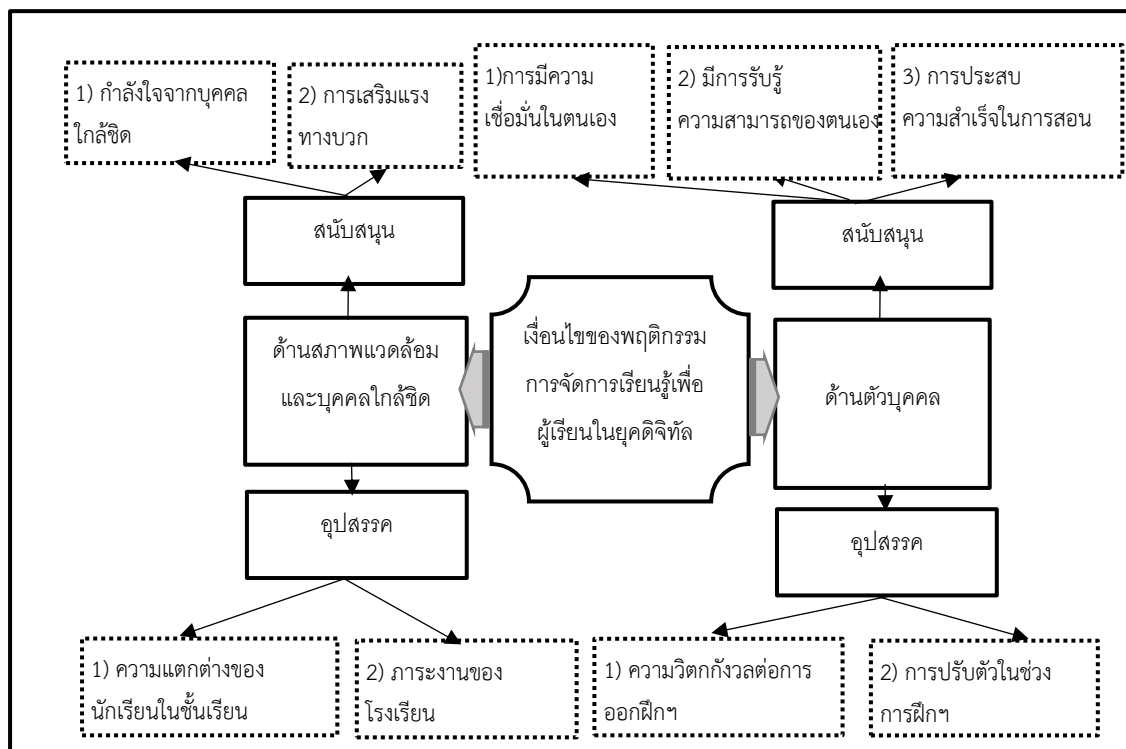 1) กำลังใจจากบุคคล
ใกล้ชิด
2) การเสริมแรง
ทางบวก
1)การมีความ
เชื่อมั่นในตนเอง
2) มีการรับรู้
ความสามารถของตนเอง
3) การประสบ
ความสำเร็จในการสอน
สนับสนุน
สนับสนุน
ด้านสภาพแวดล้อม
และบุคคลใกล้ชิด
เงื่อนไขของพฤติกรรม
การจัดการเรียนรู้เพื่อ
ผู้เรียนในยุคดิจิทัล
ด้านตัวบุคคล
อุปสรรค
อุปสรรค
1) ความแตกต่างของ
นักเรียนในชั้นเรียน
2) ภาระงานของ
โรงเรียน
1) ความวิตกกังวลต่อการ
ออกฝึกฯ
2) การปรับตัวในช่วง
การฝึกฯ